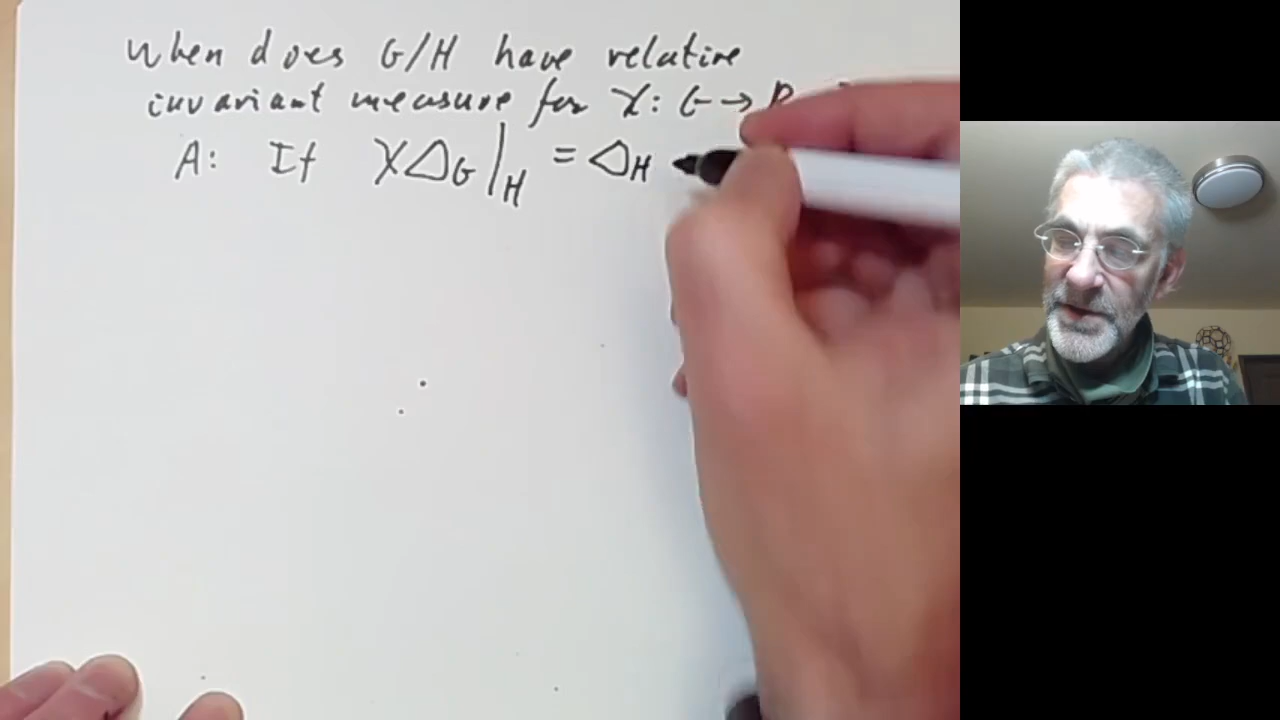 When does G/H have relative
invariant measure for χ: G → R
A: If χΔ_G|_H = Δ_H